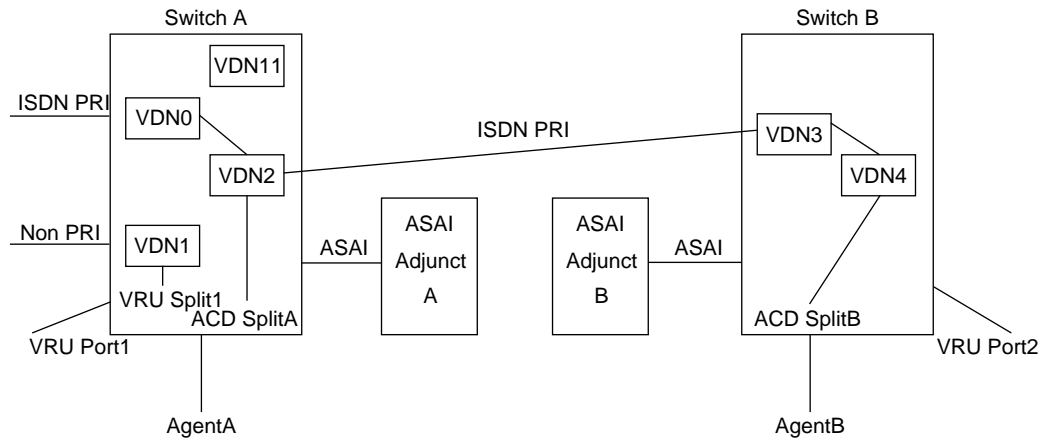 Switch A
Switch B
VDN11
ISDN PRI
VDN0
ISDN PRI
VDN3
VDN2
VDN4
Non PRI
VDN1
ASAI
ASAI
Adjunct
A
ASAI
Adjunct
B
ASAI
VRU Split1
ACD SplitA
ACD SplitB
VRU Port1
VRU Port2
AgentA
AgentB